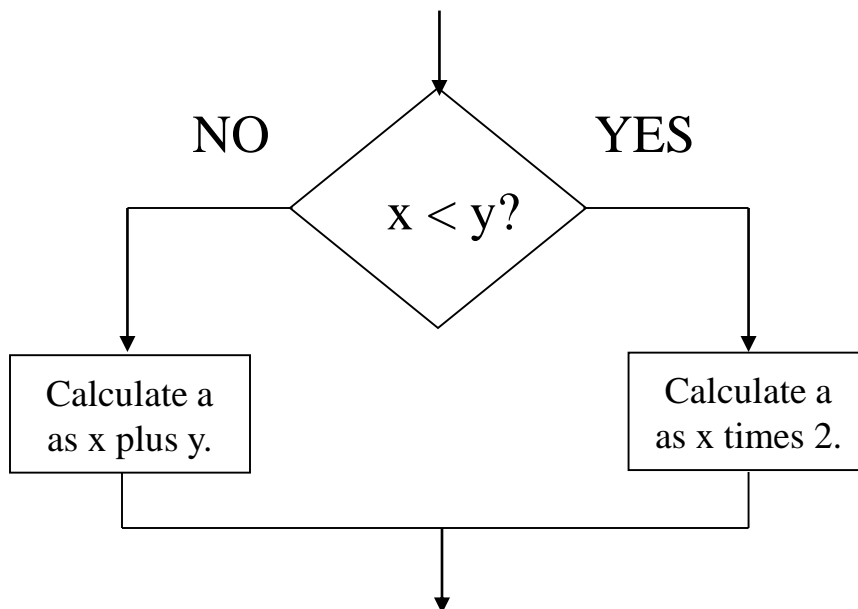 NO
YES
x < y?
Calculate a
as x plus y.
Calculate a
as x times 2.